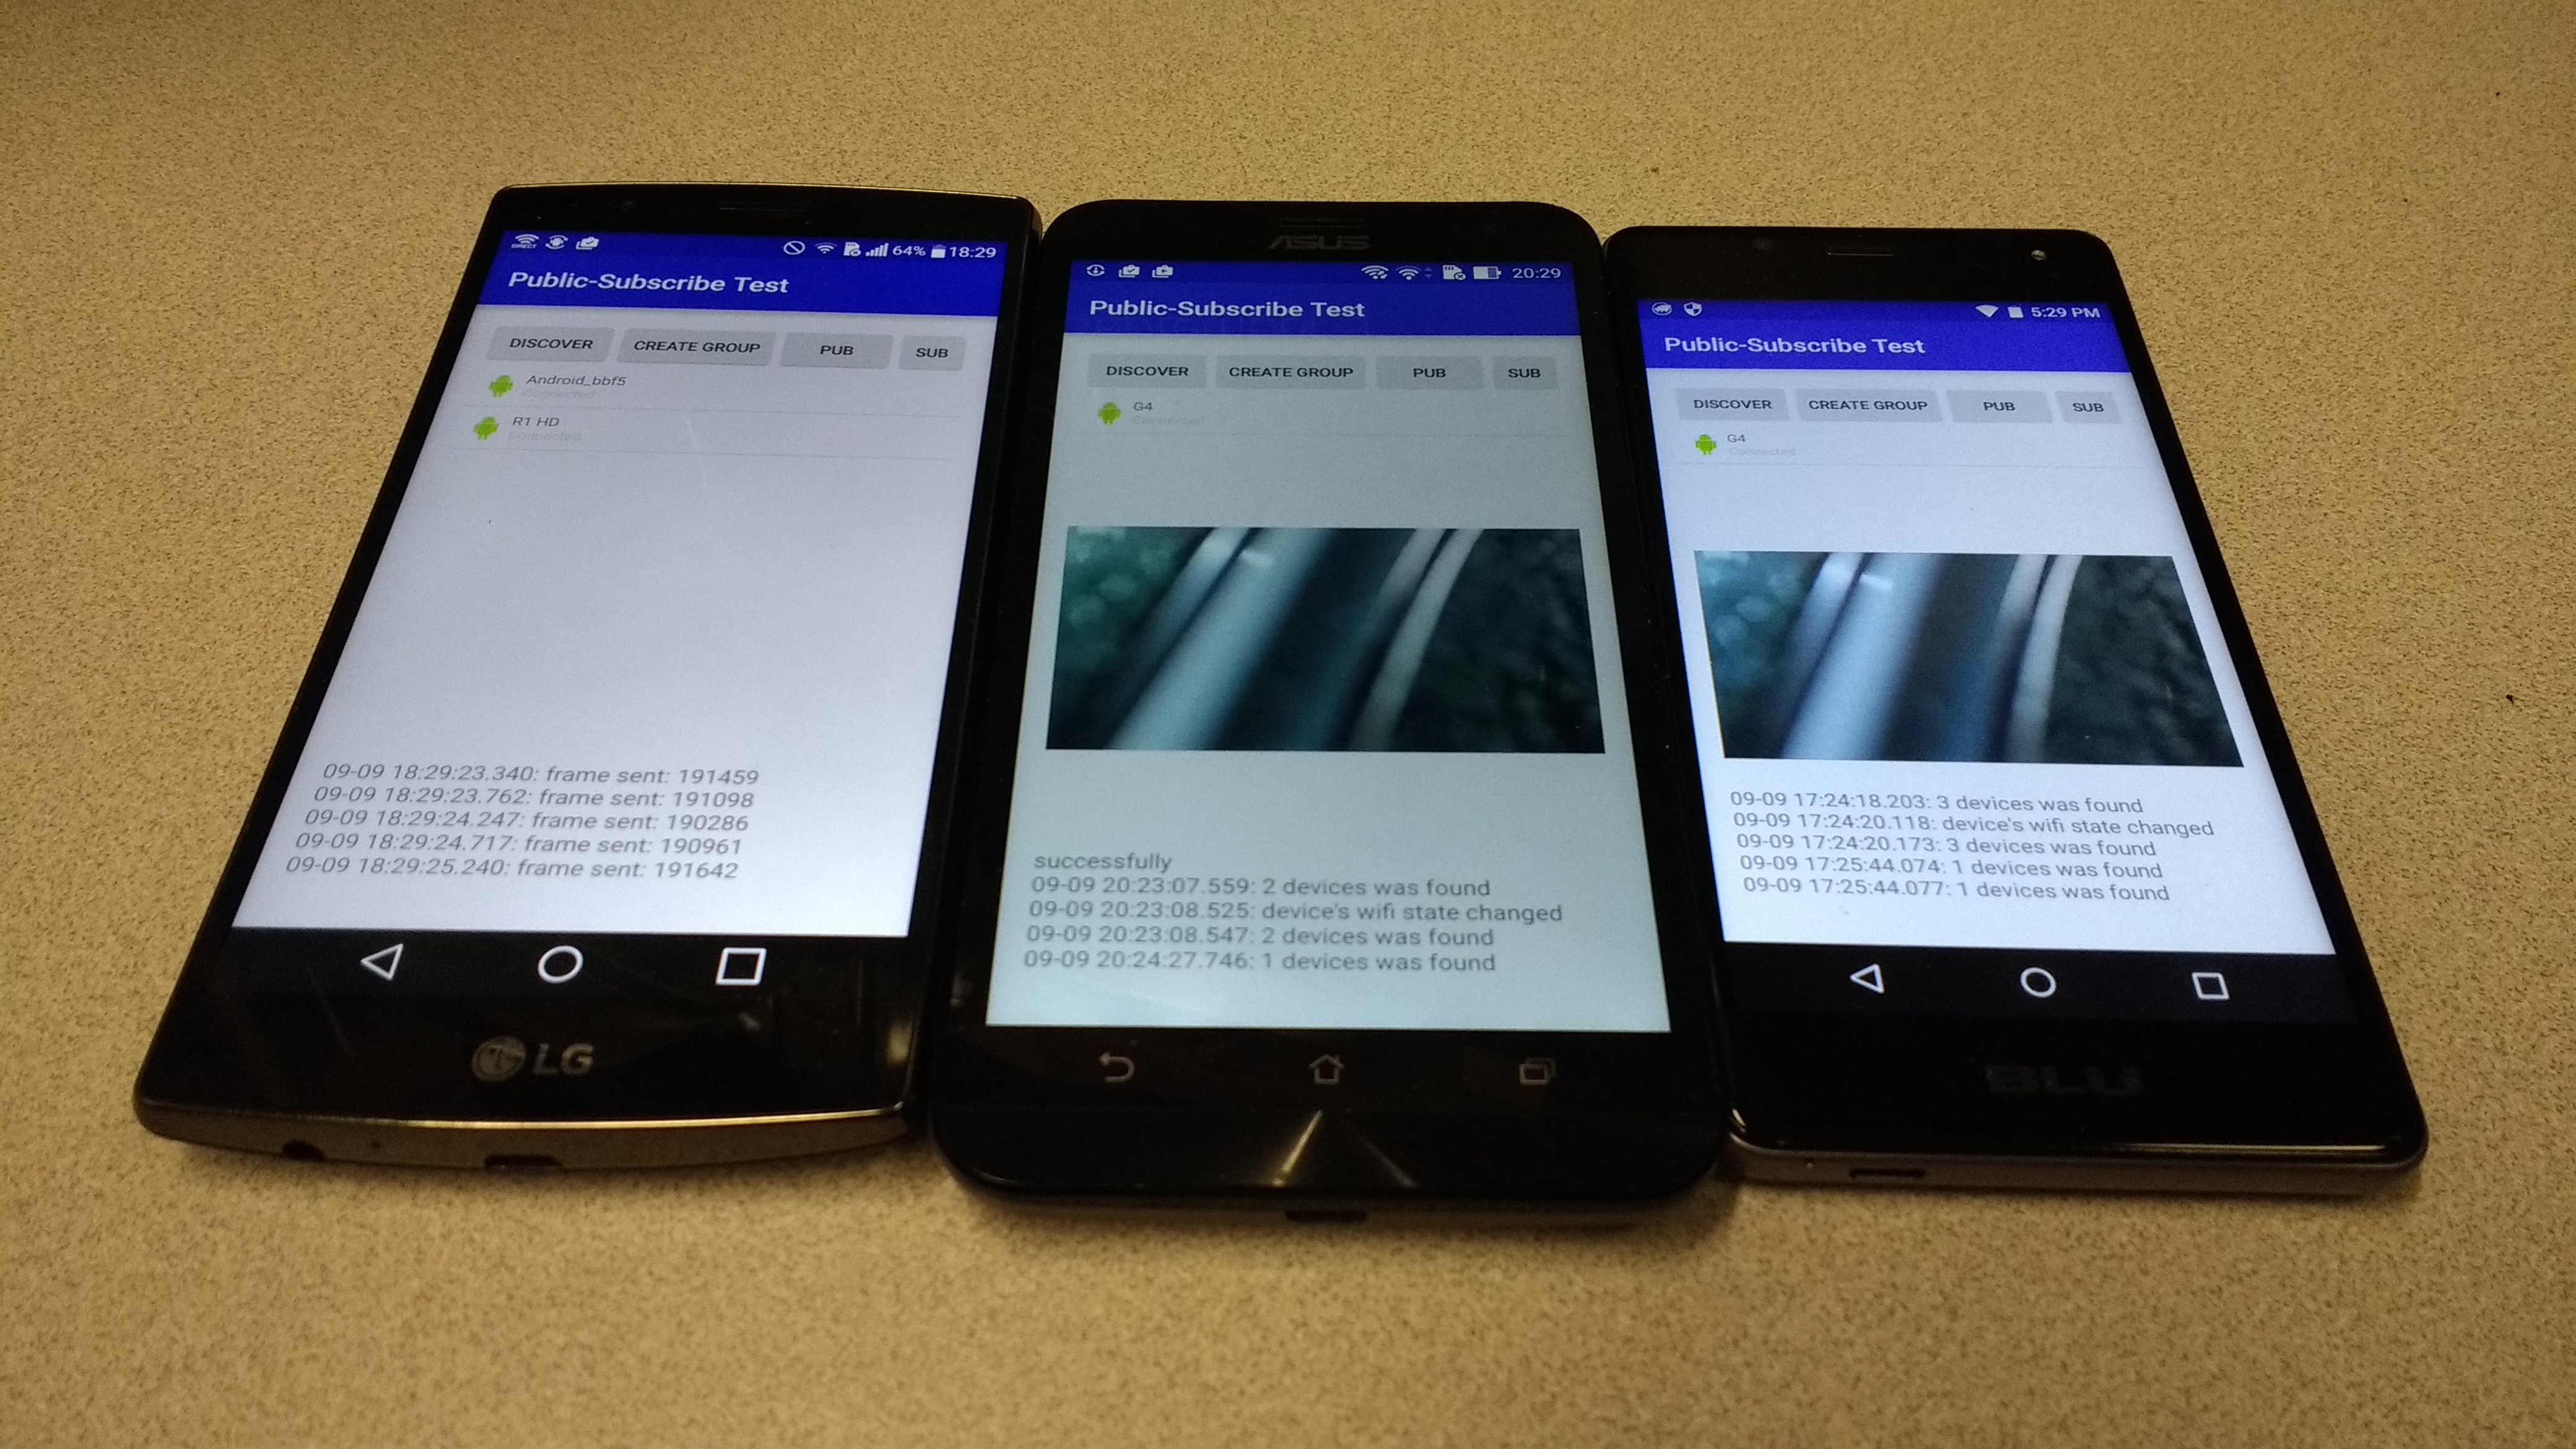 DIRECT
64% 18:29
Public-Subscribe Test
DISCOVER CREATE GROUP PUB SUB
Android_bbf5
Connected
R1 HD
Connected
09-09 18:29:23.340: frame sent: 191459
09-09 18:29:23.762: frame sent: 191098
09-09 18:29:24.247: frame sent: 190286
09-09 18:29:24.717: frame sent: 190961
09-09 18:29:25.240: frame sent: 191642
LG
ASUS
20:29
Public-Subscribe Test
DISCOVER CREATE GROUP PUB SUB
G4
Connected
successfully
09-09 20:23:07.559: 2 devices was found
09-09 20:23:08.525: device's wifi state changed
09-09 20:23:08.547: 2 devices was found
09-09 20:24:27.746: 1 devices was found
5:29 PM
Public-Subscribe Test
DISCOVER CREATE GROUP PUB SUB
G4
Connected
09-09 17:24:18.203: 3 devices was found
09-09 17:24:20.118: device's wifi state changed
09-09 17:24:20.173: 3 devices was found
09-09 17:25:44.074: 1 devices was found
09-09 17:25:44.077: 1 devices was found
BLU